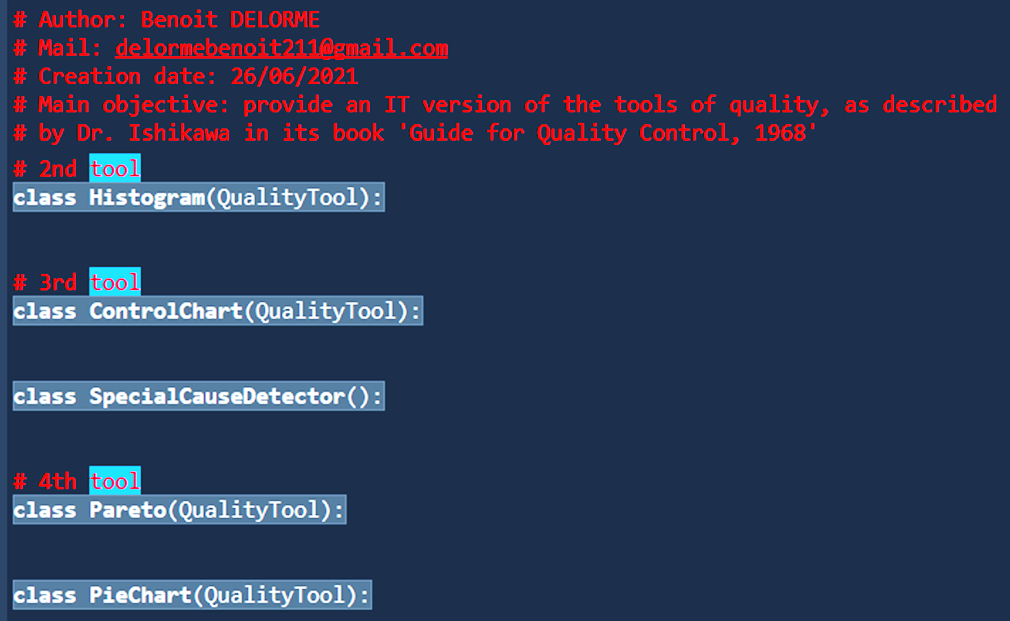 # Author: Benoit DELORME
# Mail: delormebenoit211@gmail.com
# Creation date: 26/06/2021
# Main objective: provide an IT version of the tools of quality, as described
# by Dr. Ishikawa in its book 'Guide for Quality Control, 1968'
# 2nd tool
class Histogram(QualityTool):
# 3rd tool
class ControlChart(QualityTool):
class SpecialCauseDetector():
# 4th tool
class Pareto(QualityTool):
class PieChart(QualityTool):